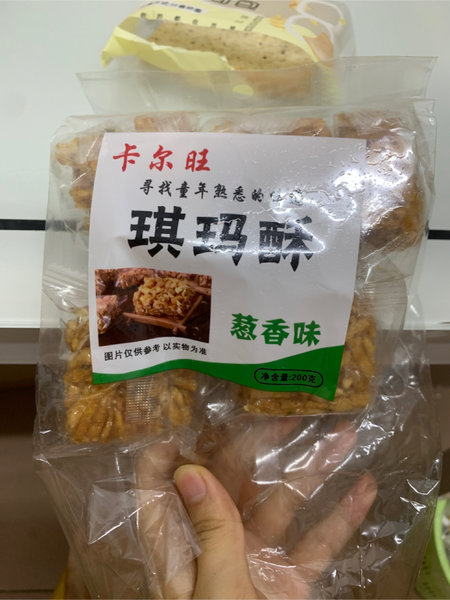 卡尔旺
寻找童年熟悉的
琪玛酥
葱香味
图片仅供参考 以实物为准
净含量:200克